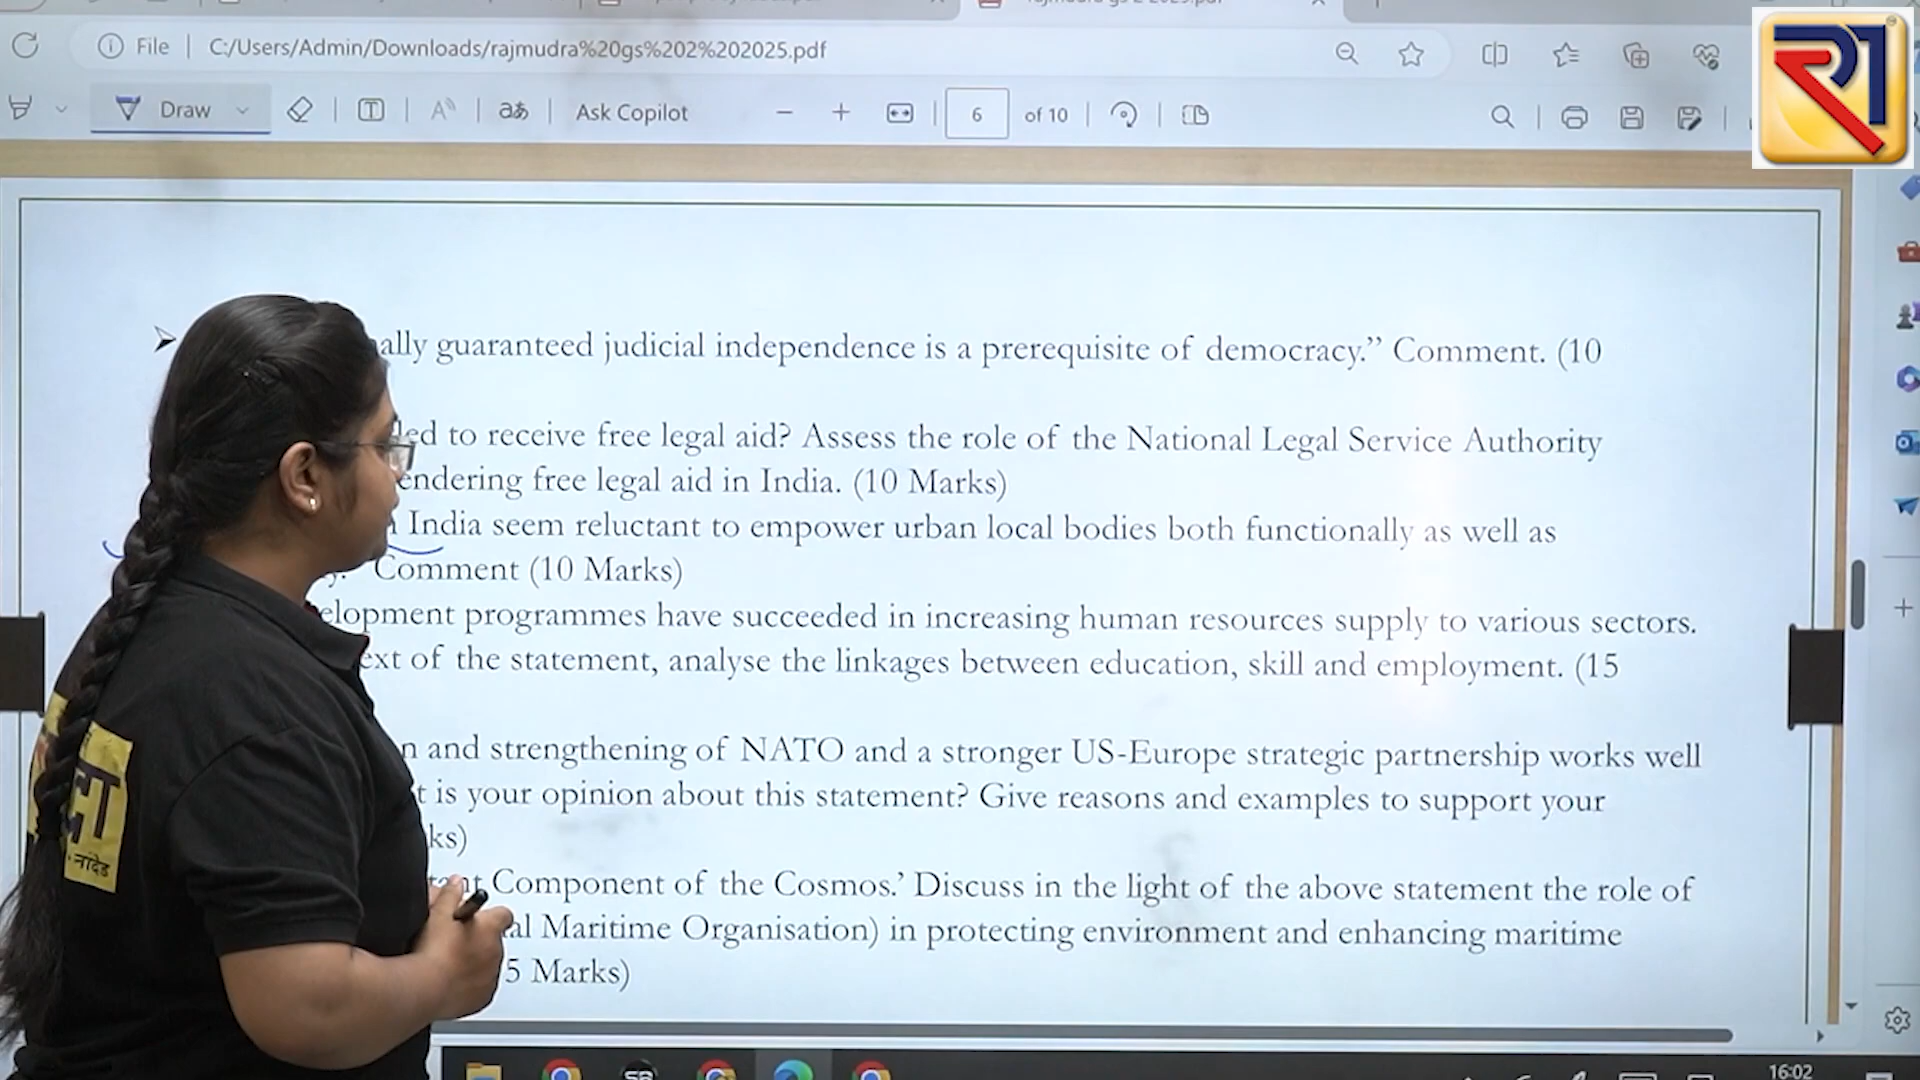 File
C:/Users/Admin/Downloads/rajmudra%20gs%202%202025.pdf
Draw
Ask Copilot
6
of 10
ally guaranteed judicial independence is a prerequisite of democracy.” Comment. (10
led to receive free legal aid? Assess the role of the National Legal Service Authority
endering free legal aid in India. (10 Marks)
India seem reluctant to empower urban local bodies both functionally as well as
Comment (10 Marks)
elopment programmes have succeeded in increasing human resources supply to various sectors.
ext of the statement, analyse the linkages between education, skill and employment. (15
n and strengthening of NATO and a stronger US-Europe strategic partnership works well
t is your opinion about this statement? Give reasons and examples to support your
ks)
Component of the Cosmos.’ Discuss in the light of the above statement the role of
al Maritime Organisation) in protecting environment and enhancing maritime
5 Marks)
नांदेड
16:02